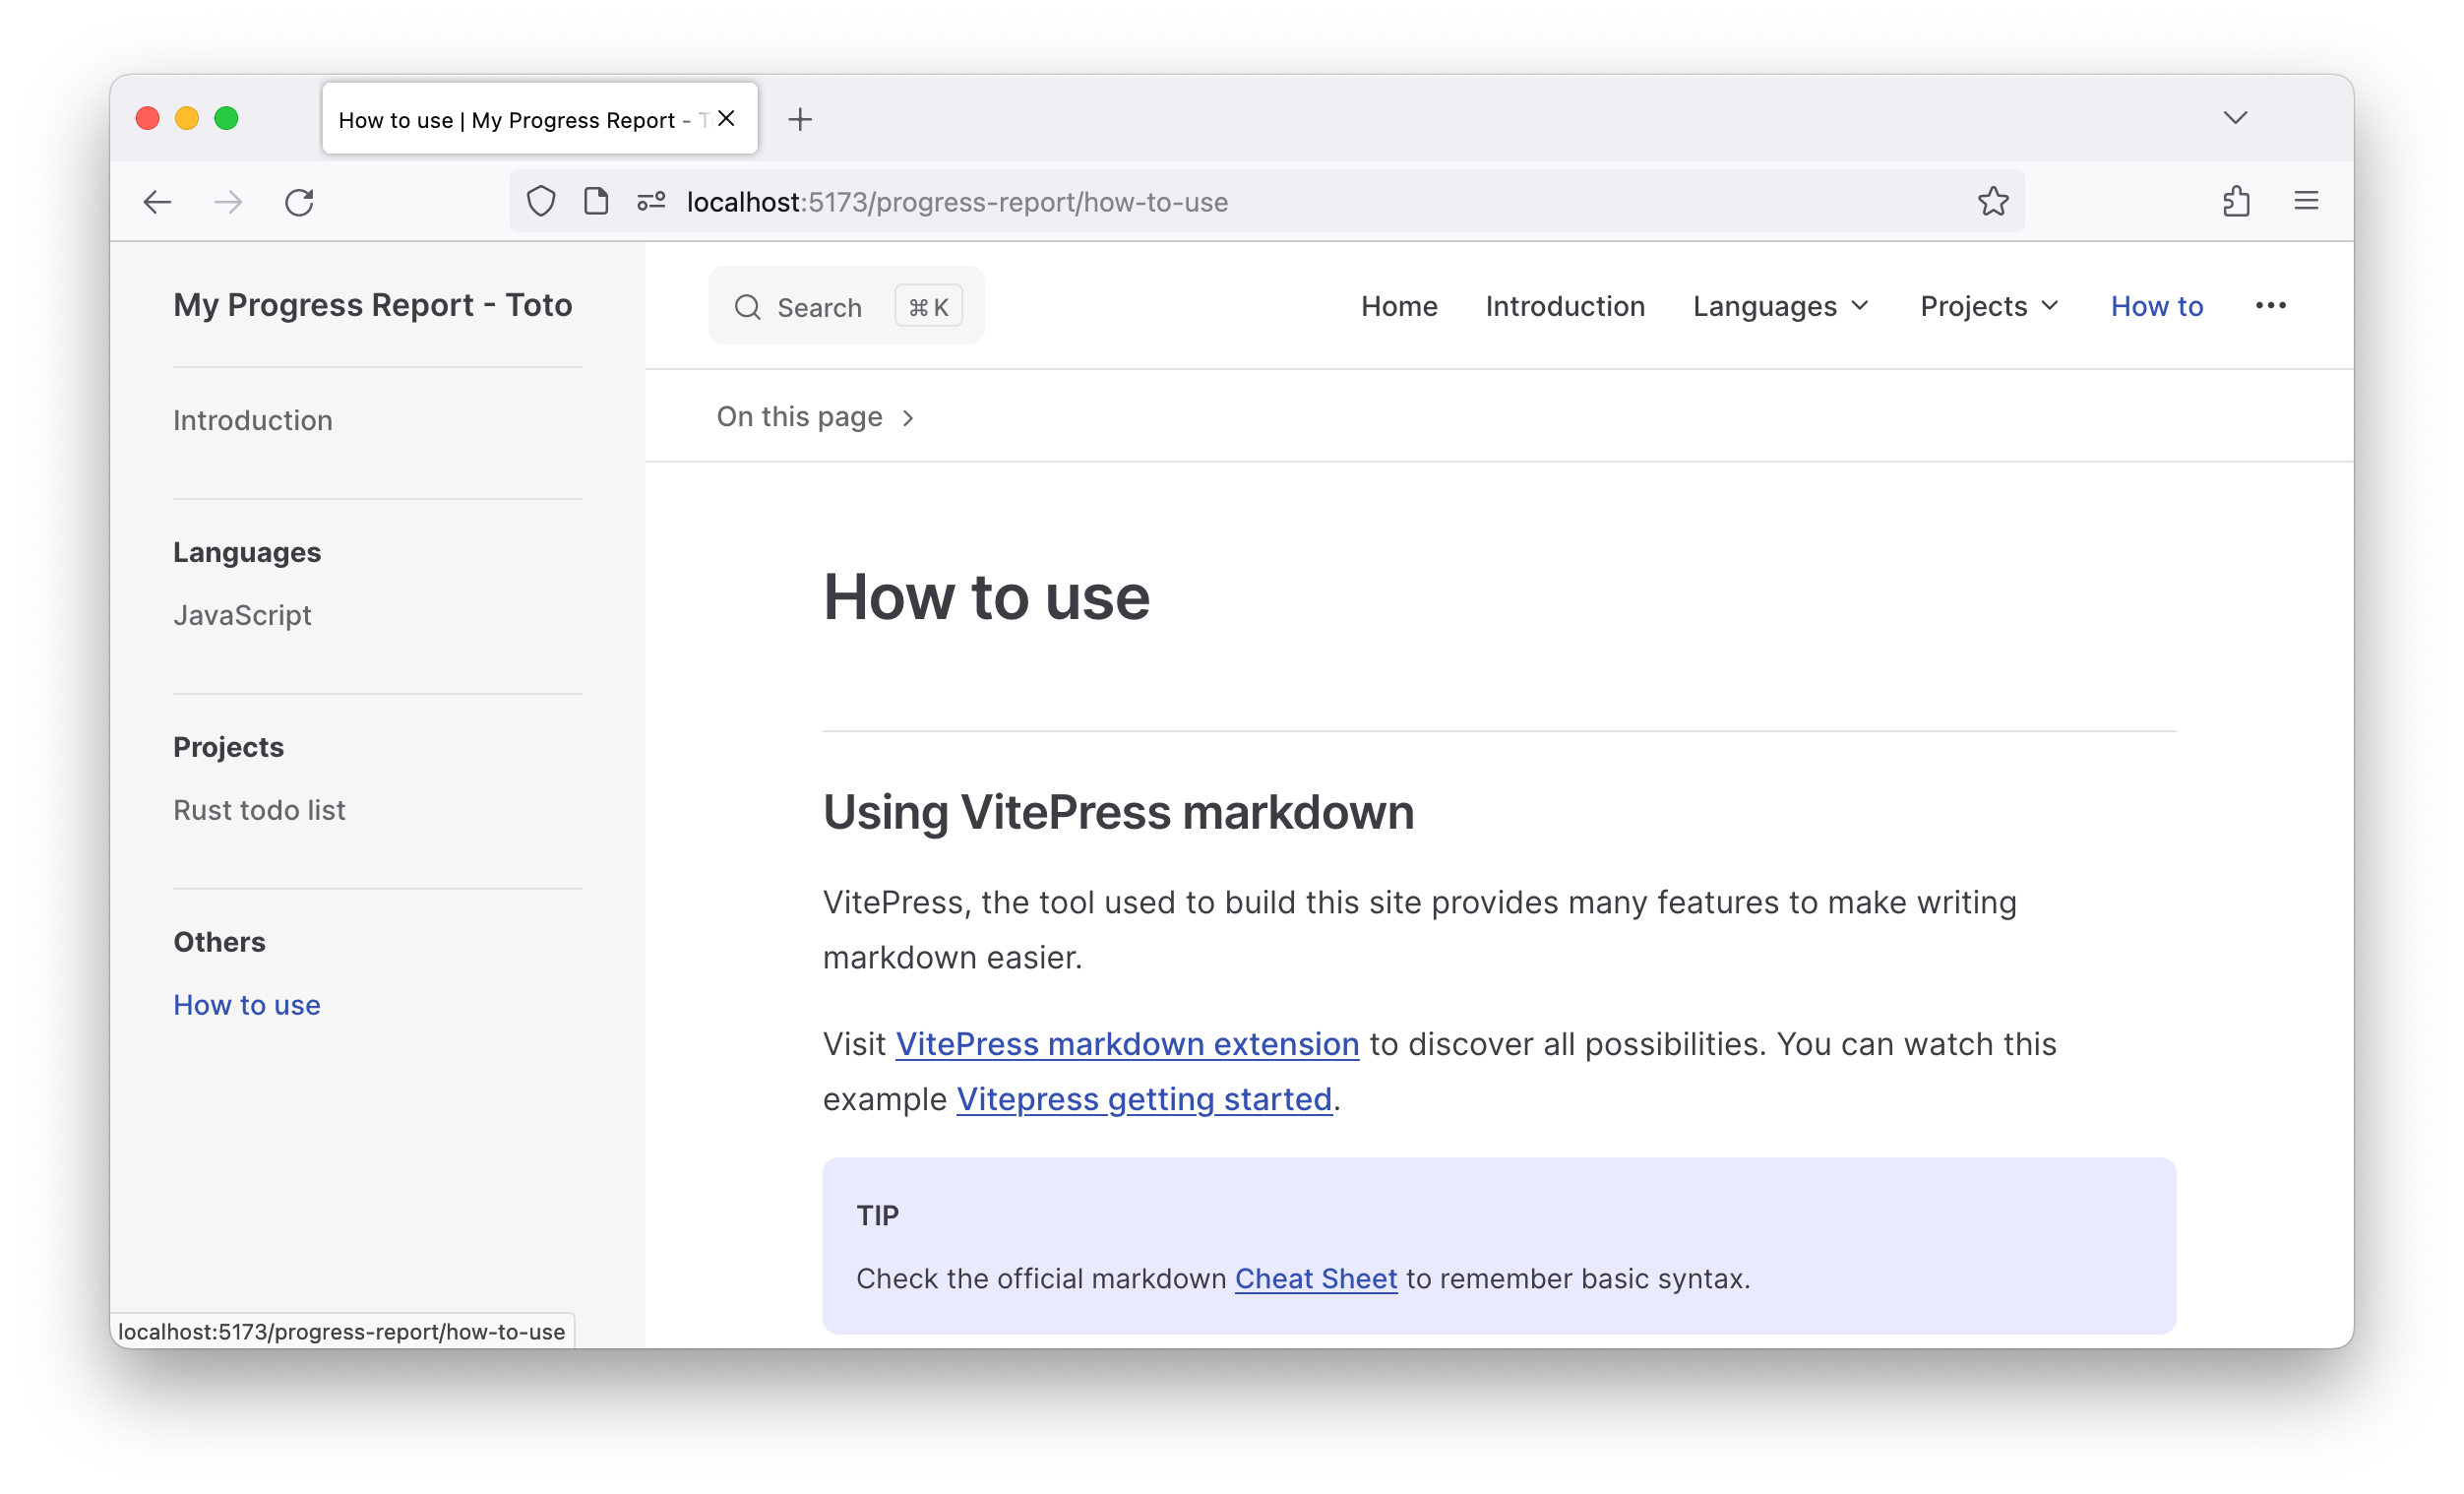 How to use | My Progress Report - T
localhost:5173/progress-report/how-to-use
My Progress Report - Toto
Introduction
Languages
JavaScript
Projects
Rust todo list
Others
How to use
localhost:5173/progress-report/how-to-use
Search ⌘ K
Home Introduction Languages Projects How to
On this page
How to use
Using VitePress markdown
VitePress, the tool used to build this site provides many features to make writing
markdown easier.
Visit VitePress markdown extension to discover all possibilities. You can watch this
example Vitepress getting started.
TIP
Check the official markdown Cheat Sheet to remember basic syntax.